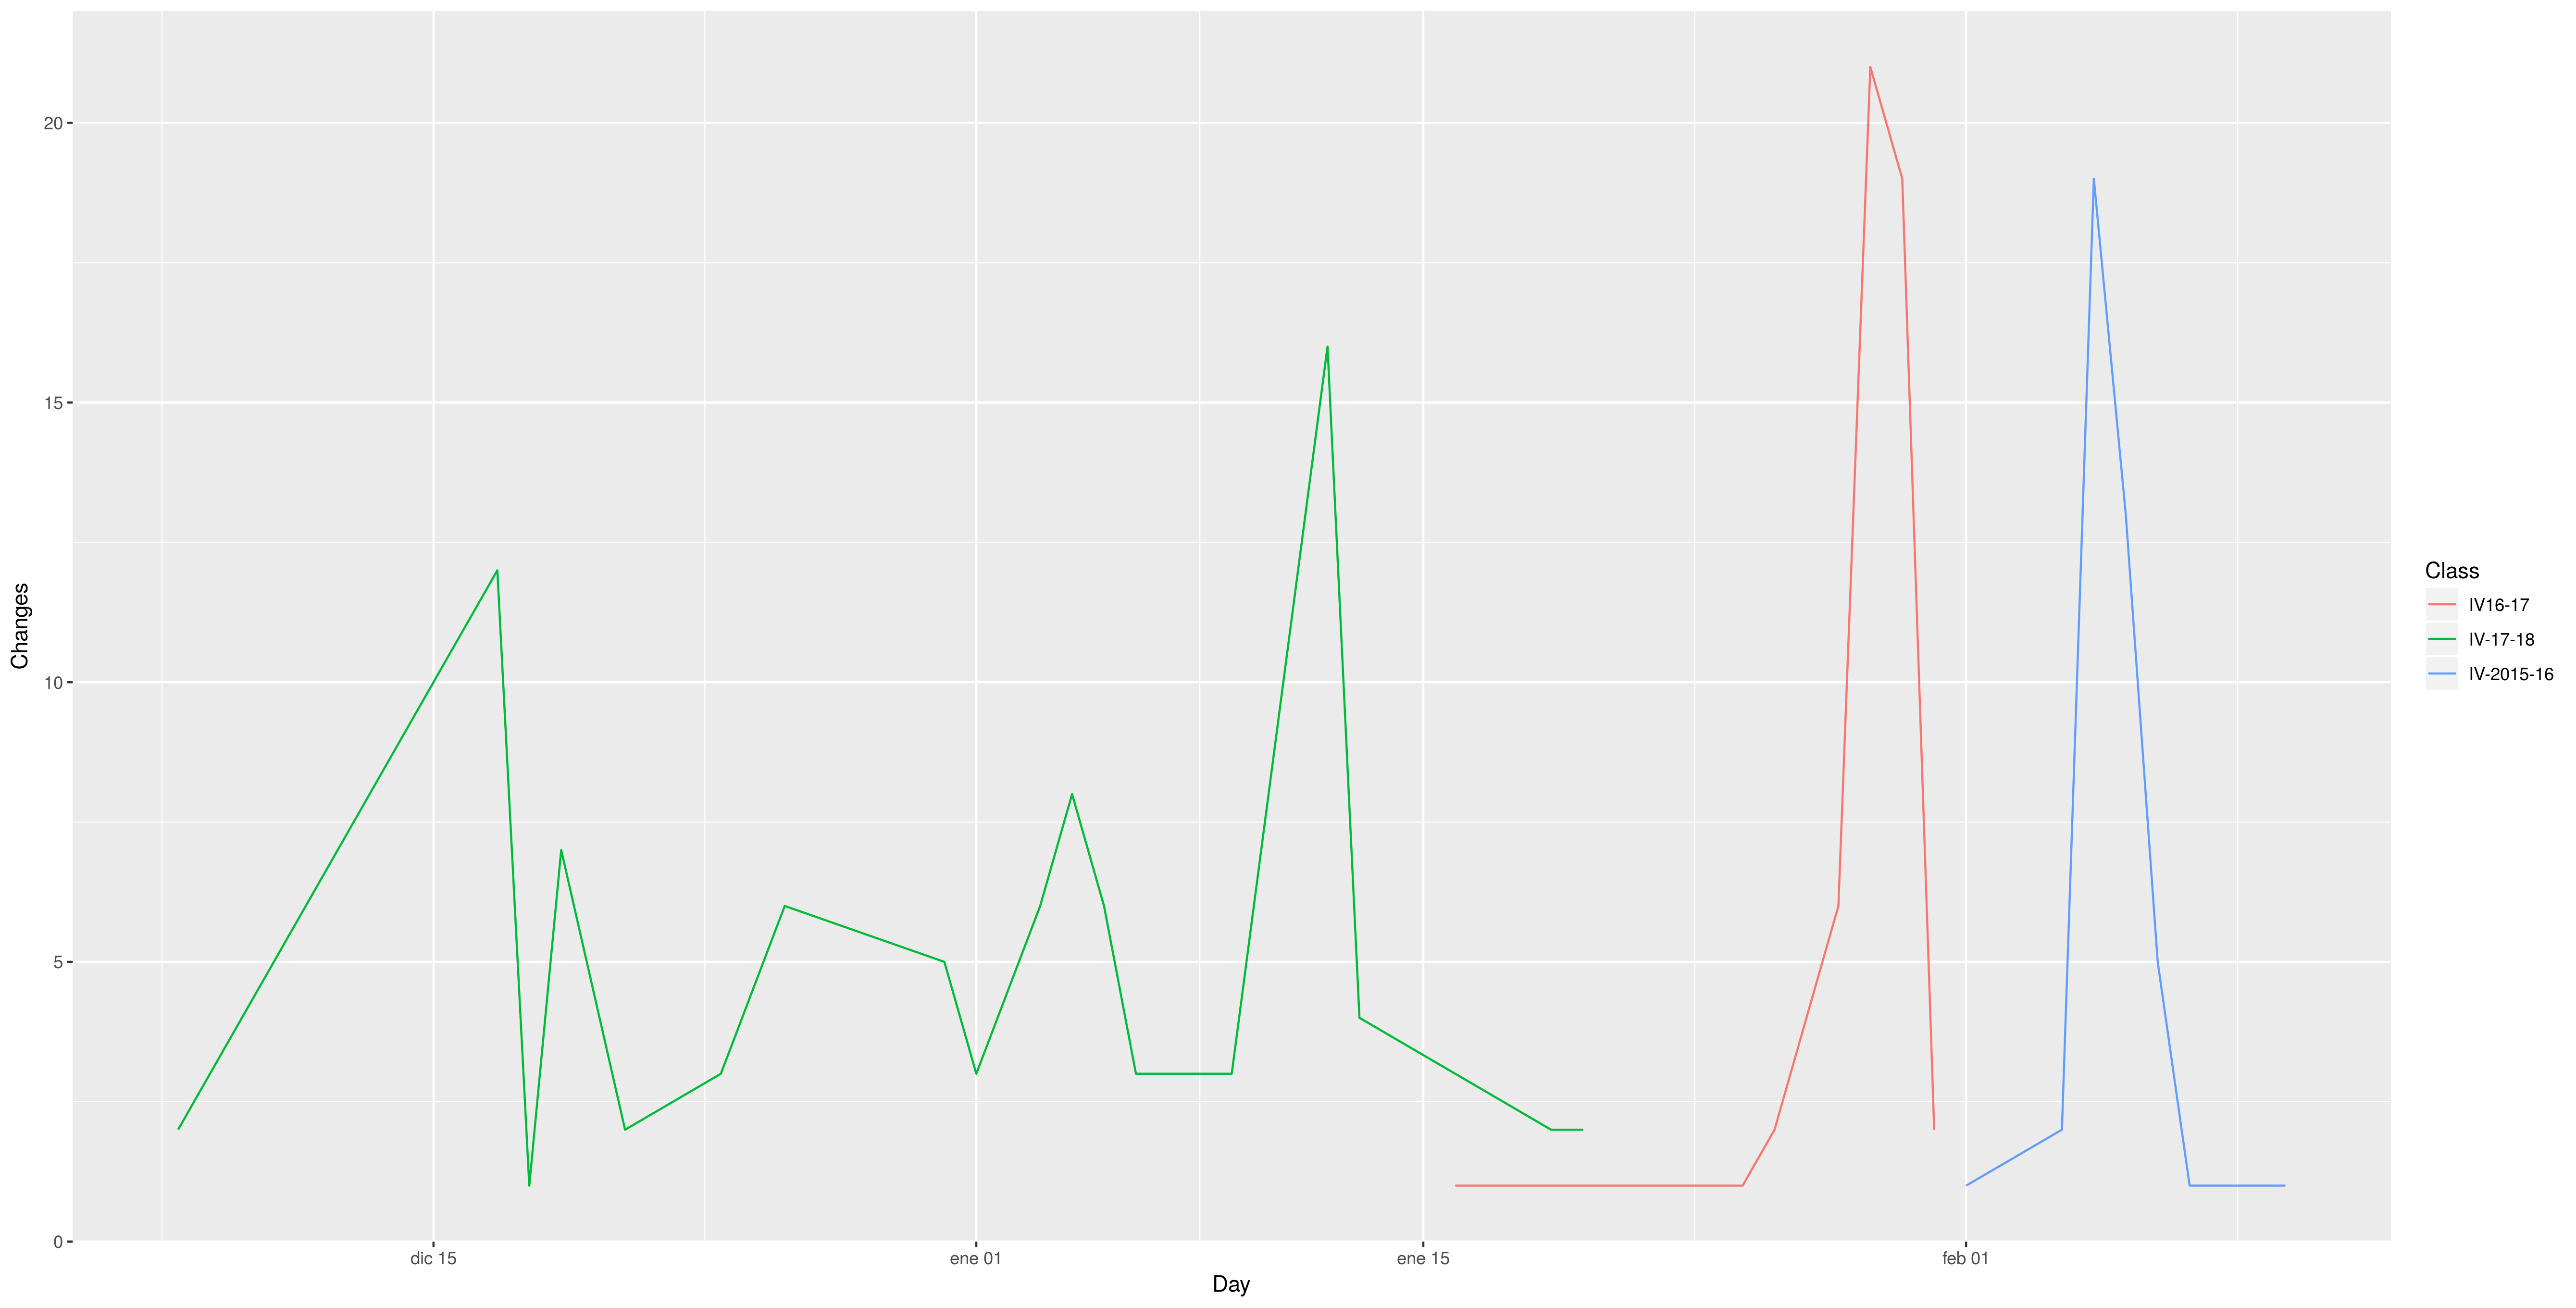 20
15
10
5
0
Changes
dic 15
ene 01
ene 15
feb 01
Day
Class
IV16-17
IV-17-18
IV-2015-16